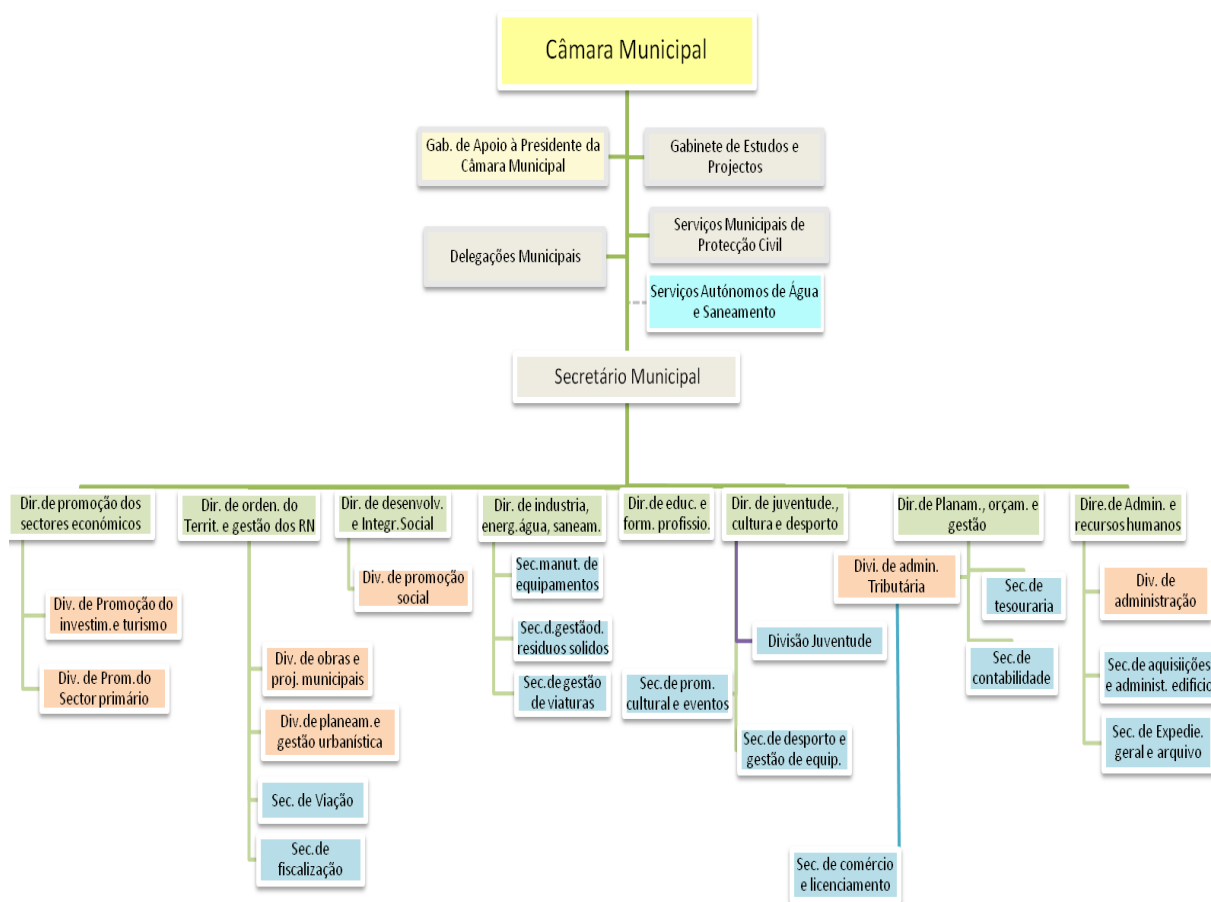 Câmara Municipal
Gab. de Apoio à Presidente da
Câmara Municipal
Gabinete de Estudos e
Projectos
Delegações Municipais
Serviços Municipais de
Protecção Civil
Serviços Autónomos de Água
e Saneamento
Secretário Municipal
Dir. de promoção dos
sectores económicos
Dir. de orden. do
Territ. e gestão dos RN
Dir. de desenvolv.
e Integr. Social
Dir. de industria,
energ. água, saneam.
Dir. de educ. e
form. profissio.
Dir. de juventude.,
cultura e desporto
Dir. de Planam., orçam. e
gestão
Dire. de Admin. e
recursos humanos
Div. de Promoção do
investim. e turismo
Div. de Prom. do
Sector primário
Div. de obras e
proj. municipais
Div. de planeam. e
gestão urbanística
Sec. de Viação
Sec. de
fiscalização
Div. de promoção
social
Sec. manut. de
equipamentos
Sec. d. gestãod.
residuos solidos
Sec. de gestão
de viaturas
Divisão Juventude
Sec. de prom.
cultural e eventos
Sec. de desporto e
gestão de equip.
Divi. de admin.
Tributária
Sec. de
tesouraria
Sec. de
contabilidade
Sec. de comércio
e licenciamento
Div. de
administração
Sec. de aquisiições
e administ. edificio
Sec. de Expedie.
geral e arquivo